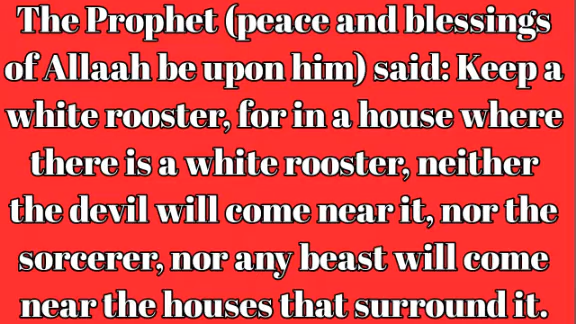 The Prophet (peace and blessings
of Allaah be upon him) said: Keep a
white rooster, for in a house where
there is a white rooster, neither
the devil will come near it, nor the
sorcerer, nor any beast will come
near the houses that surround it.